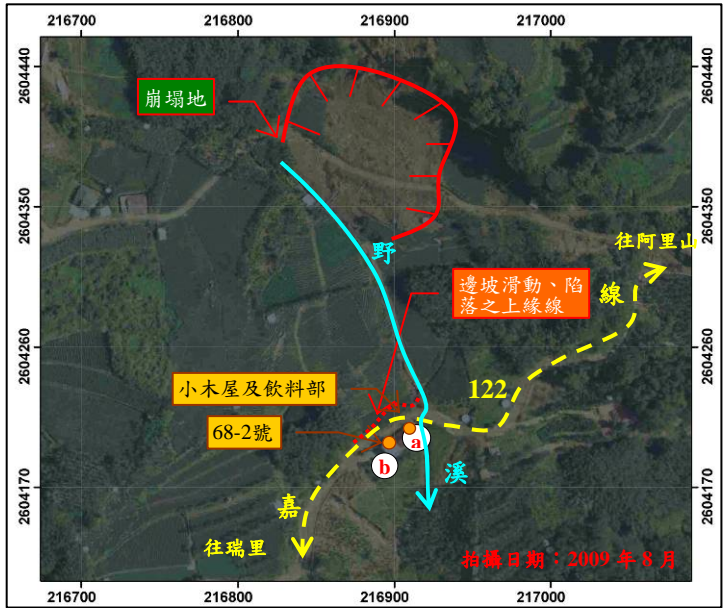 216700 216800 216900 217000
2604440
2604440
崩塌地
2604350
2604350
野
往阿里山
線
邊坡滑動、陷
落之上緣線
2604260
2604260
小木屋及飲料部
122
68-2號
a
b
2604170
2604170
溪
嘉
往瑞里
拍攝日期：2009 年 8 月
216700 216800 216900 217000